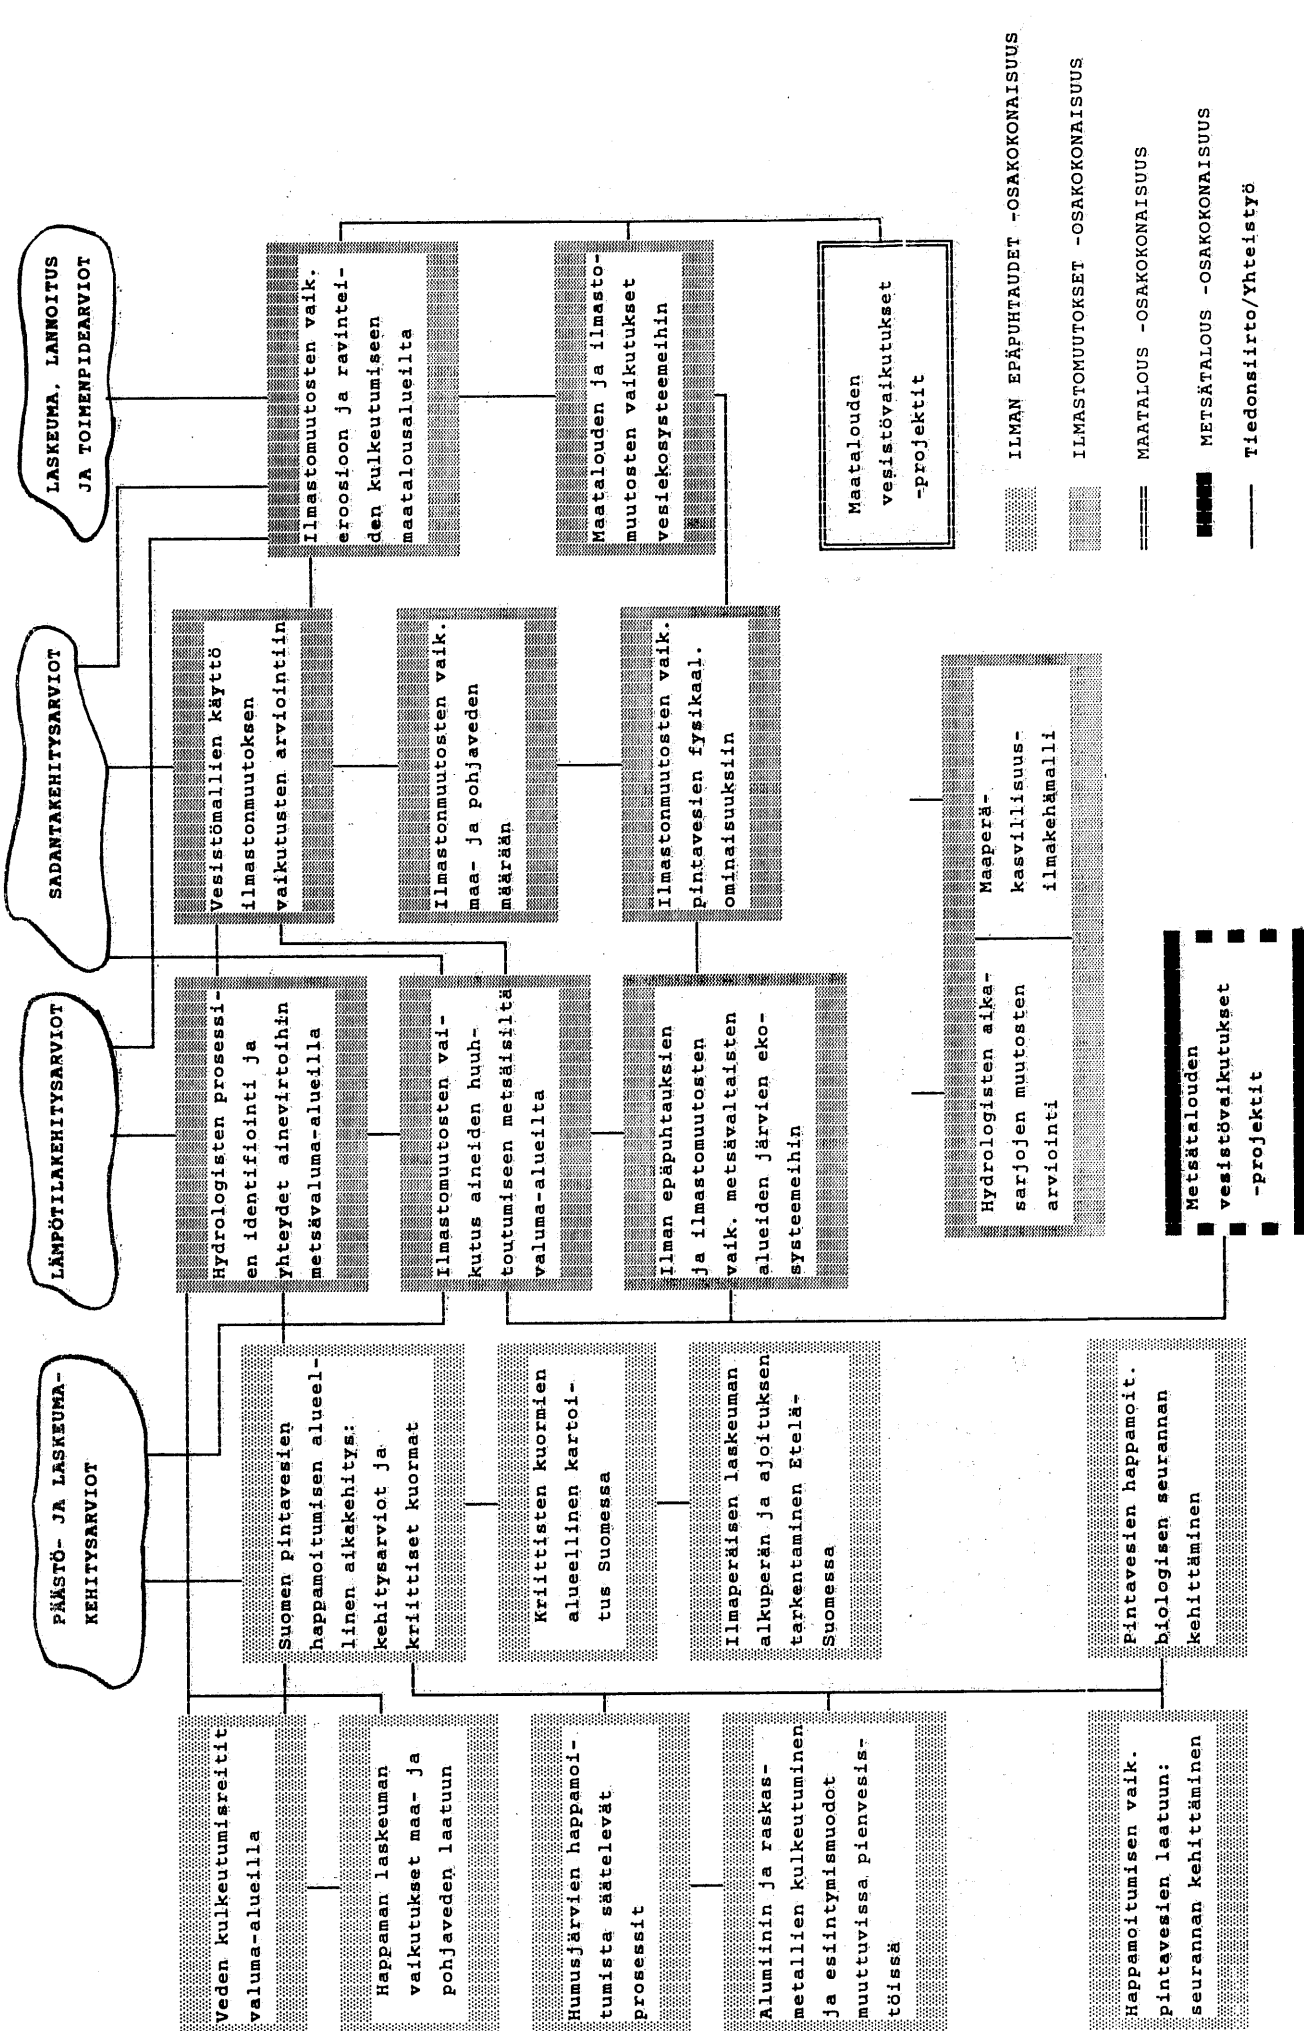 PÄÄSTÖ- JA LASKEUMA-
KEHITYSARVIOT
LÄMPÖTILAKEHITYSARVIOT
SADANTAKEHITYSARVIOT
LASKEUMA, LANNOITUS
JA TOIMENPIDEARVIOT
Veden kulkeutumisreitit
valuma-alueilla
Happaman laskeuman
vaikutukset maa- ja
pohjaveden laatuun
Humusjärvien happamoi-
tumista säätelevät
prosessit
Alumiinin ja raskas-
metallien kulkeutuminen
ja esiintymismuodot
muuttuvissa pienvesis-
töissä
Happamoitumisen vaik.
pintavesien laatuun:
seurannan kehittäminen
Suomen pintavesien
happamoitumisen alueel-
linen aikakehitys:
kehitysarviot ja
kriittiset kuormat
Kriittisten kuormien
alueellinen kartoi-
tus Suomessa
Ilmaperäisen laskeuman
alkuperän ja ajoituksen
tarkentaminen Etelä-
Suomessa
Pintavesien happamoit.
biologisen seurannan
kehittäminen
Hydrologisten prosessi-
en identifiointi ja
yhteydet ainevirtoihin
metsävaluma-alueilla
Ilmastomuutosten vai-
kutus aineiden huuh-
toutumiseen metsäisiltä
valuma-alueilta
Ilman epäpuhtauksien
ja ilmastomuutosten
vaik. metsävaltaisten
alueiden järvien eko-
systeemeihin
Hydrologisten aika-
sarjojen muutosten
arviointi
Metsätalouden
vesistövaikutukset
-projektit
Vesistömallien käyttö
ilmastonmuutoksen
vaikutusten arviointiin
Ilmastonmuutosten vaik.
maa- ja pohjaveden
määrään
Ilmastonmuutosten vaik.
pintavesien fysikaal.
ominaisuuksiin
Maaperä-
kasvillisuus-
ilmakehämalli
Ilmastomuutosten vaik.
eroosioon ja ravintei-
den kulkeutumiseen
maatalousalueilta
Maatalouden ja ilmasto-
muutosten vaikutukset
vesiekosysteemeihin
Maatalouden
vesistövaikutukset
-projektit
ILMAN EPÄPUHTAUDET -OSAKOKONAISUUS
ILMASTOMUUTOKSET -OSAKOKONAISUUS
MAATALOUS -OSAKOKONAISUUS
METSÄTALOUS -OSAKOKONAISUUS
Tiedonsiirto/Yhteistyö